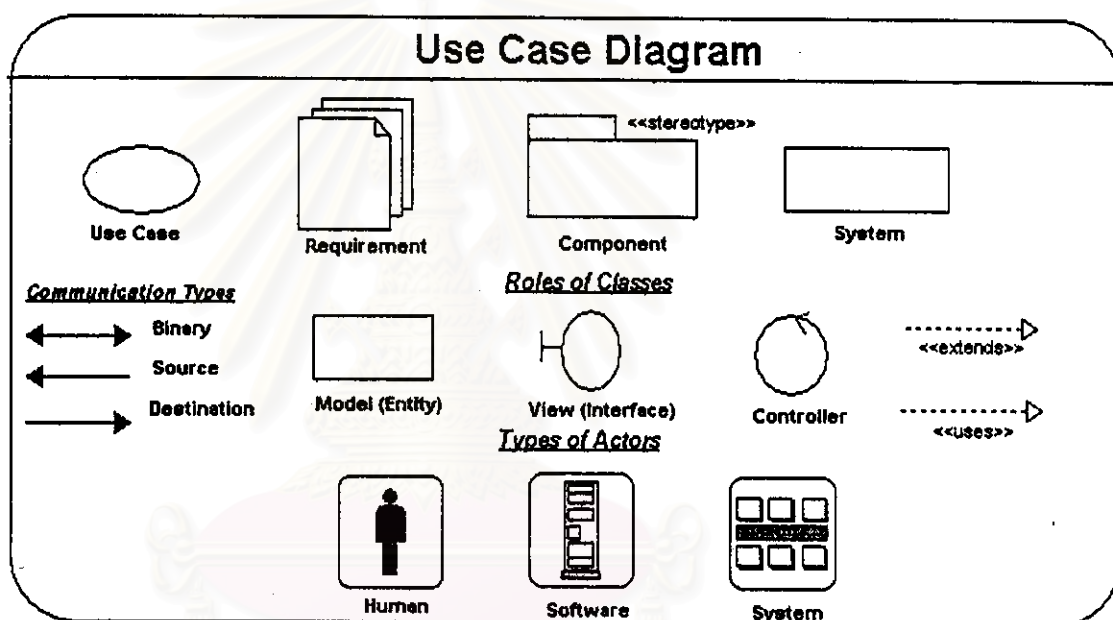 Use Case Diagram
<<stereotype>>
Use Case
Requirement
Component
System
Communication Types
Roles of Classes
Binary
Source
Destination
Model (Entity)
View (Interface)
Controller
<<extends>>
<<uses>>
Types of Actors
Human
Software
System